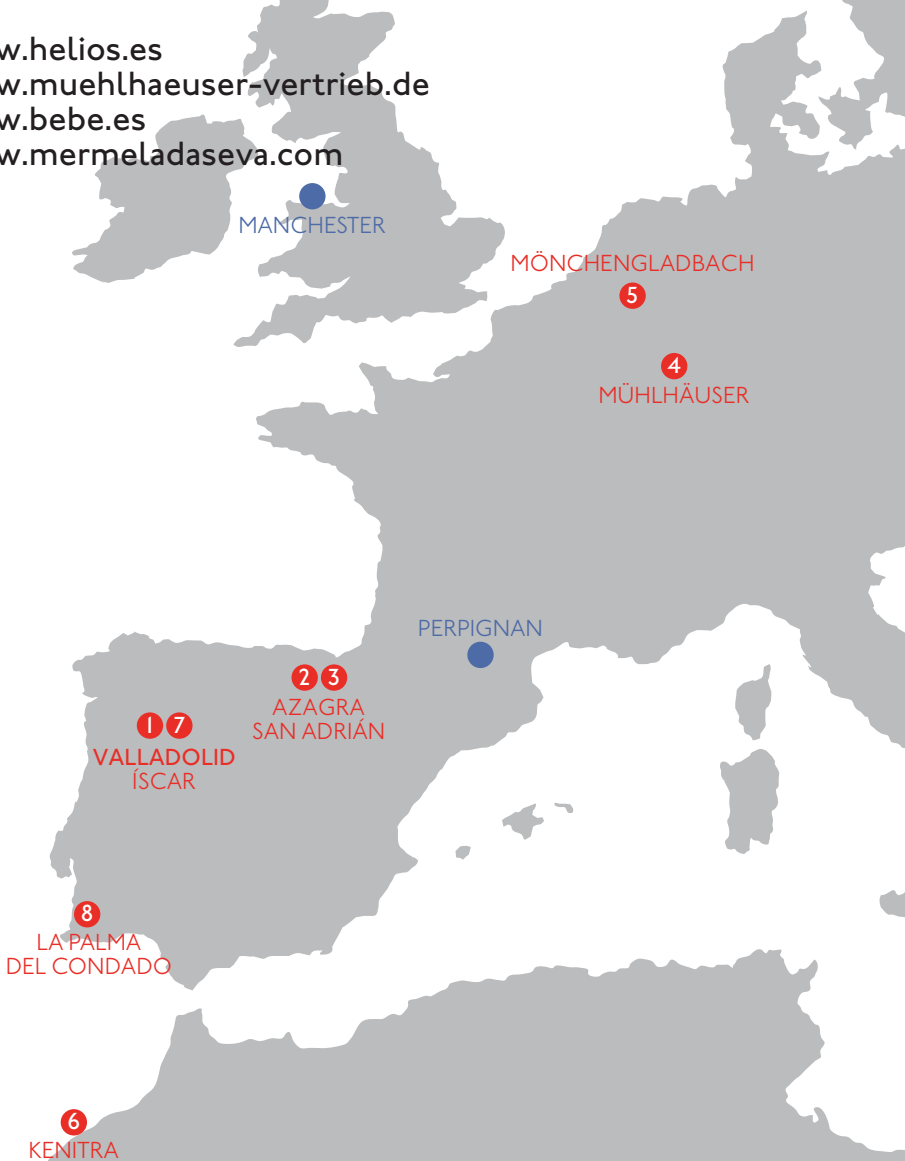 w.helios.es
w.muehlhaeuser-vertrieb.de
w.bebe.es
w.mermeladaseva.com
MANCHESTER
MÖNCHENGLADBACH
5
4
MÜHLHÄUSER
PERPIGNAN
2 3
AZAGRA
SAN ADRIÁN
1 7
VALLADOLID
ÍSCAR
8
LA PALMA
DEL CONDADO
6
KENITRA